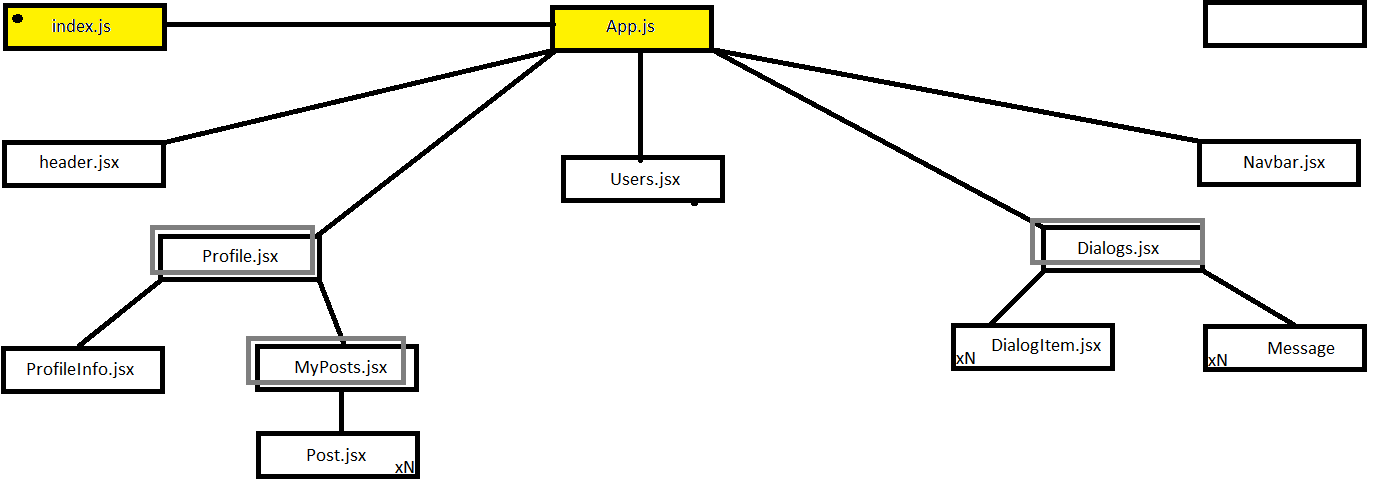 index.js
App.js
header.jsx
Users.jsx
Navbar.jsx
Profile.jsx
Dialogs.jsx
ProfileInfo.jsx
MyPosts.jsx
DialogItem.jsx
xN
Message
xN
Post.jsx
xN